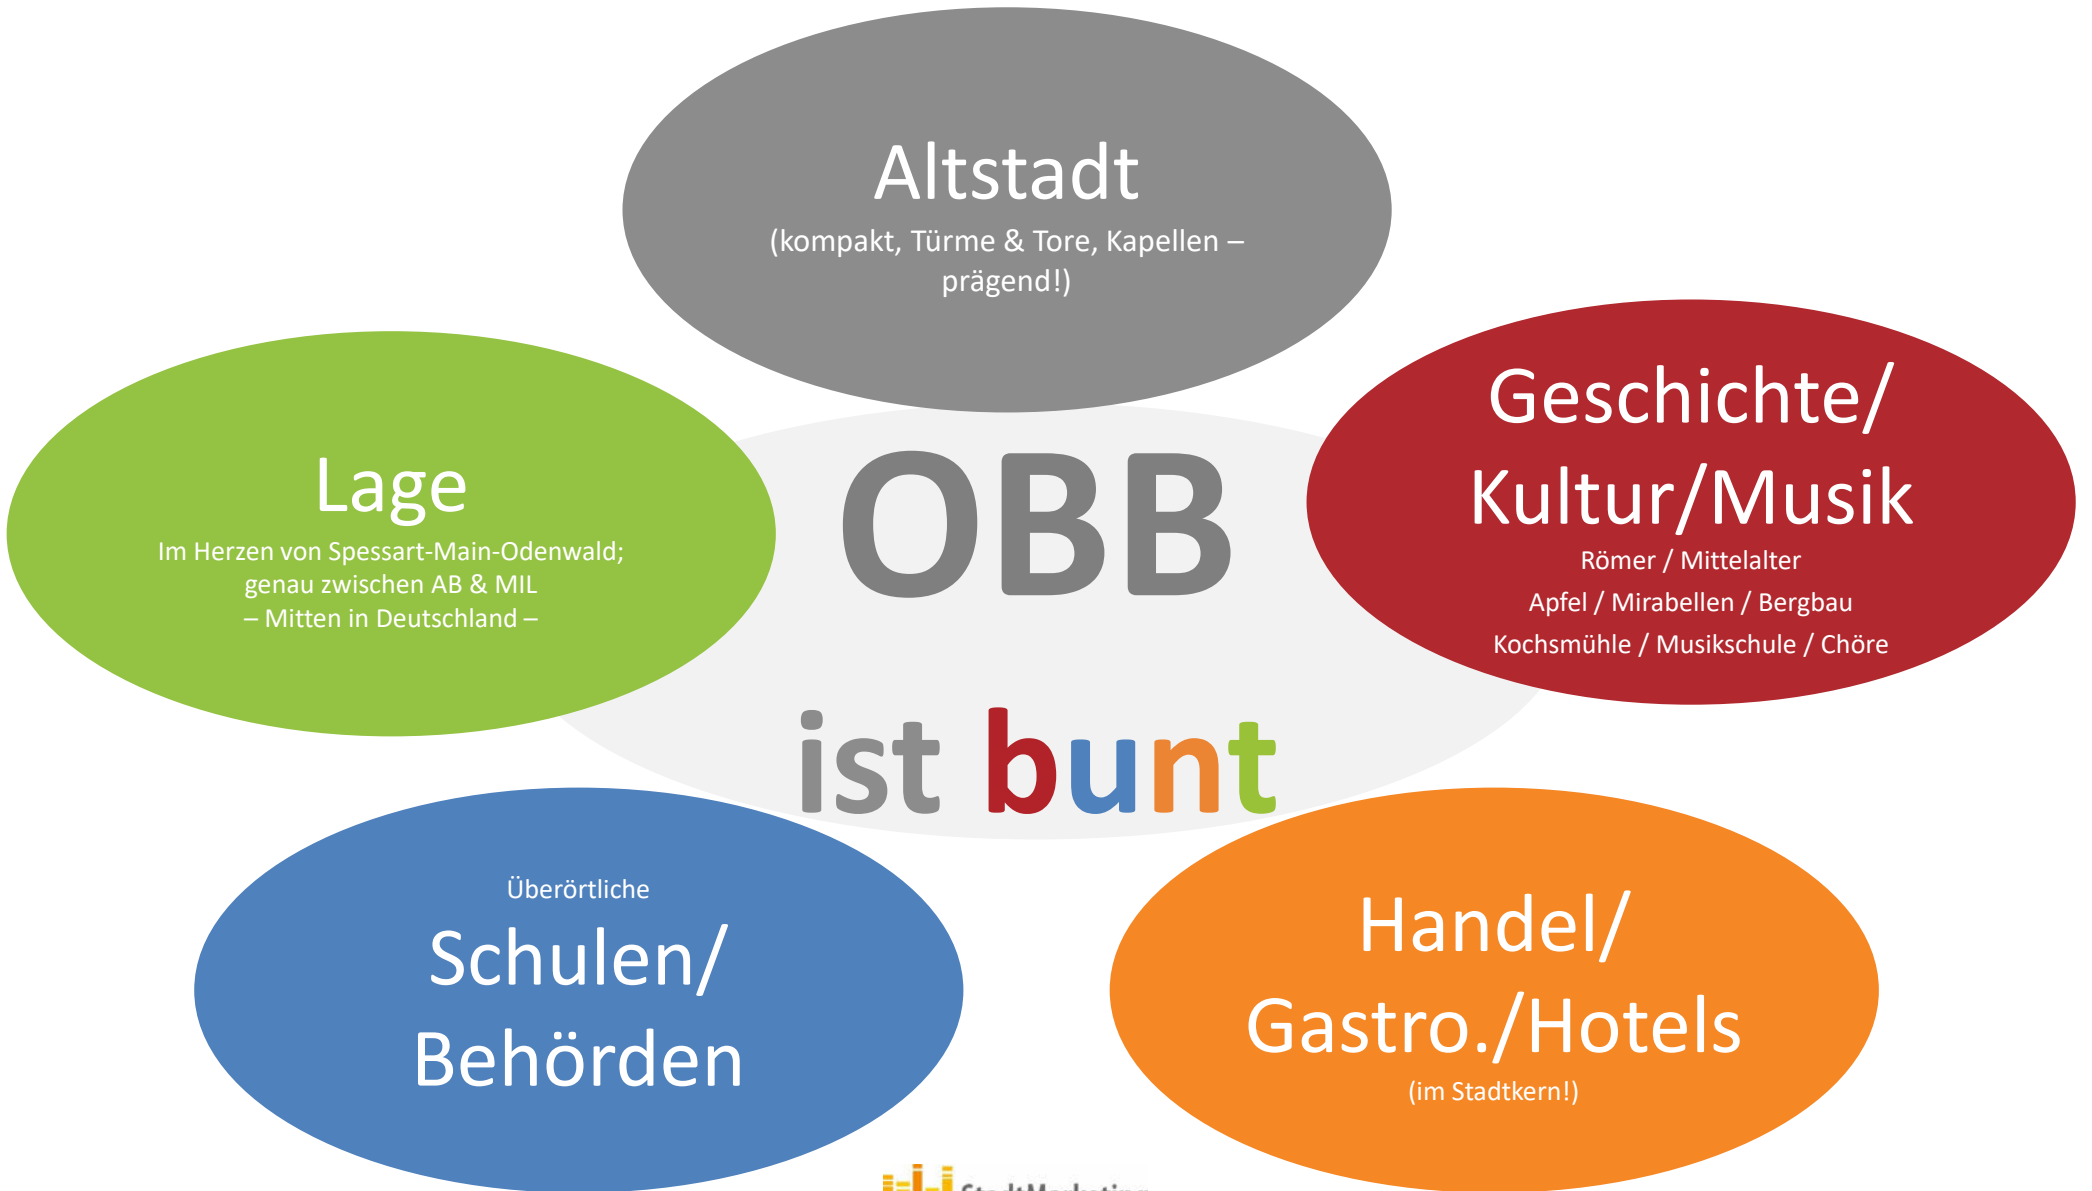 Altstadt
(kompakt, Türme & Tore, Kapellen –
prägend!)
Geschichte/
Kultur/Musik
Römer / Mittelalter
Apfel / Mirabellen / Bergbau
Kochsmühle / Musikschule / Chöre
Lage
Im Herzen von Spessart-Main-Odenwald;
genau zwischen AB & MIL
– Mitten in Deutschland –
OBB
ist bunt
Überörtliche
Schulen/
Behörden
Handel/
Gastro./Hotels
(im Stadtkern!)
StadtMarketing